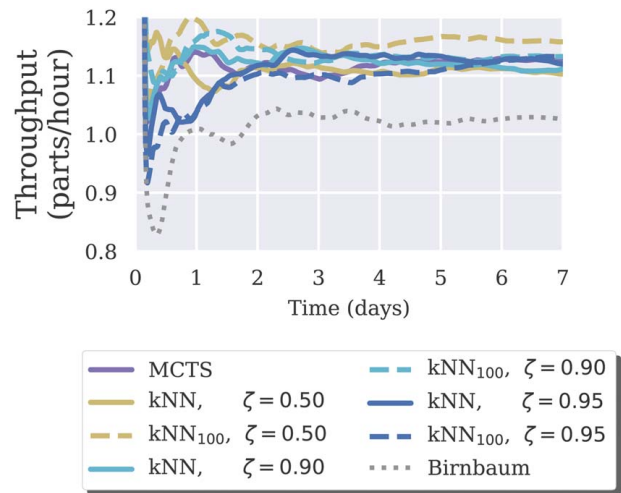 Throughput
(parts/hour)
1.2
1.1
1.0
0.9
0.8
0 1 2 3 4 5 6 7
Time (days)
MCTS
kNN, ζ = 0.50
kNN₁₀₀, ζ = 0.50
kNN, ζ = 0.90
kNN₁₀₀, ζ = 0.90
kNN, ζ = 0.95
kNN₁₀₀, ζ = 0.95
Birnbaum